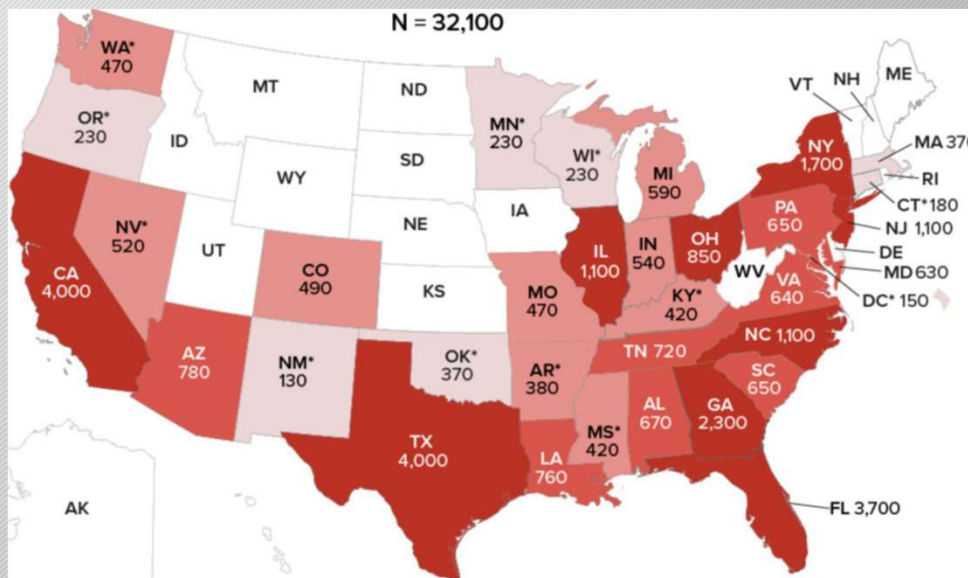 N = 32,100
WA*
470
MT
ND
MN*
230
VT
NH
ME
OR*
230
ID
SD
WI*
230
MI
590
NY
1,700
MA 370
RI
CT* 180
WY
IA
PA
650
NJ 1,100
NV*
520
NE
IL
1,100
IN
540
OH
850
DE
MD 630
DC* 150
UT
CO
490
KS
MO
470
WV
VA
640
CA
4,000
KY*
420
NC 1,100
TN 720
AZ
780
NM*
130
OK*
370
AR*
380
SC
650
MS*
420
AL
670
GA
2,300
TX
4,000
LA
760
AK
FL 3,700